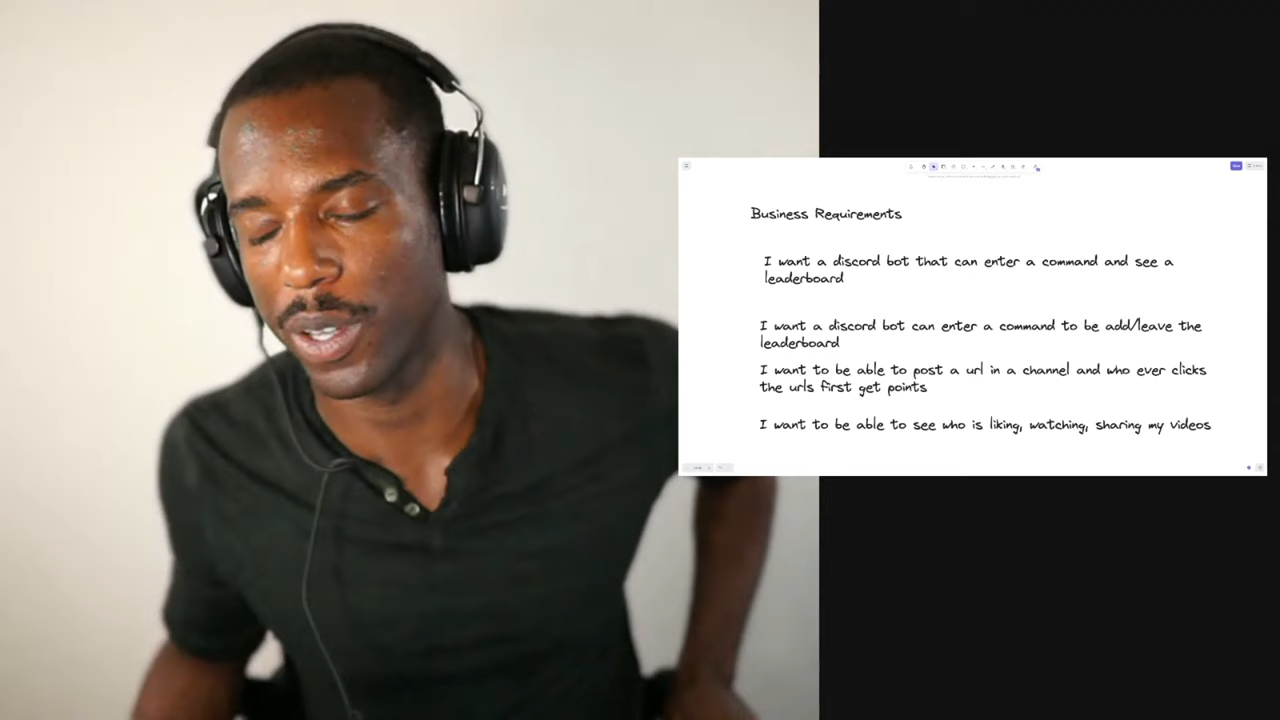 Business Requirements
I want a discord bot that can enter a command and see a
leaderboard
I want a discord bot can enter a command to be add/leave the
leaderboard
I want to be able to post a url in a channel and who ever clicks
the urls first get points
I want to be able to see who is liking, watching, sharing my videos